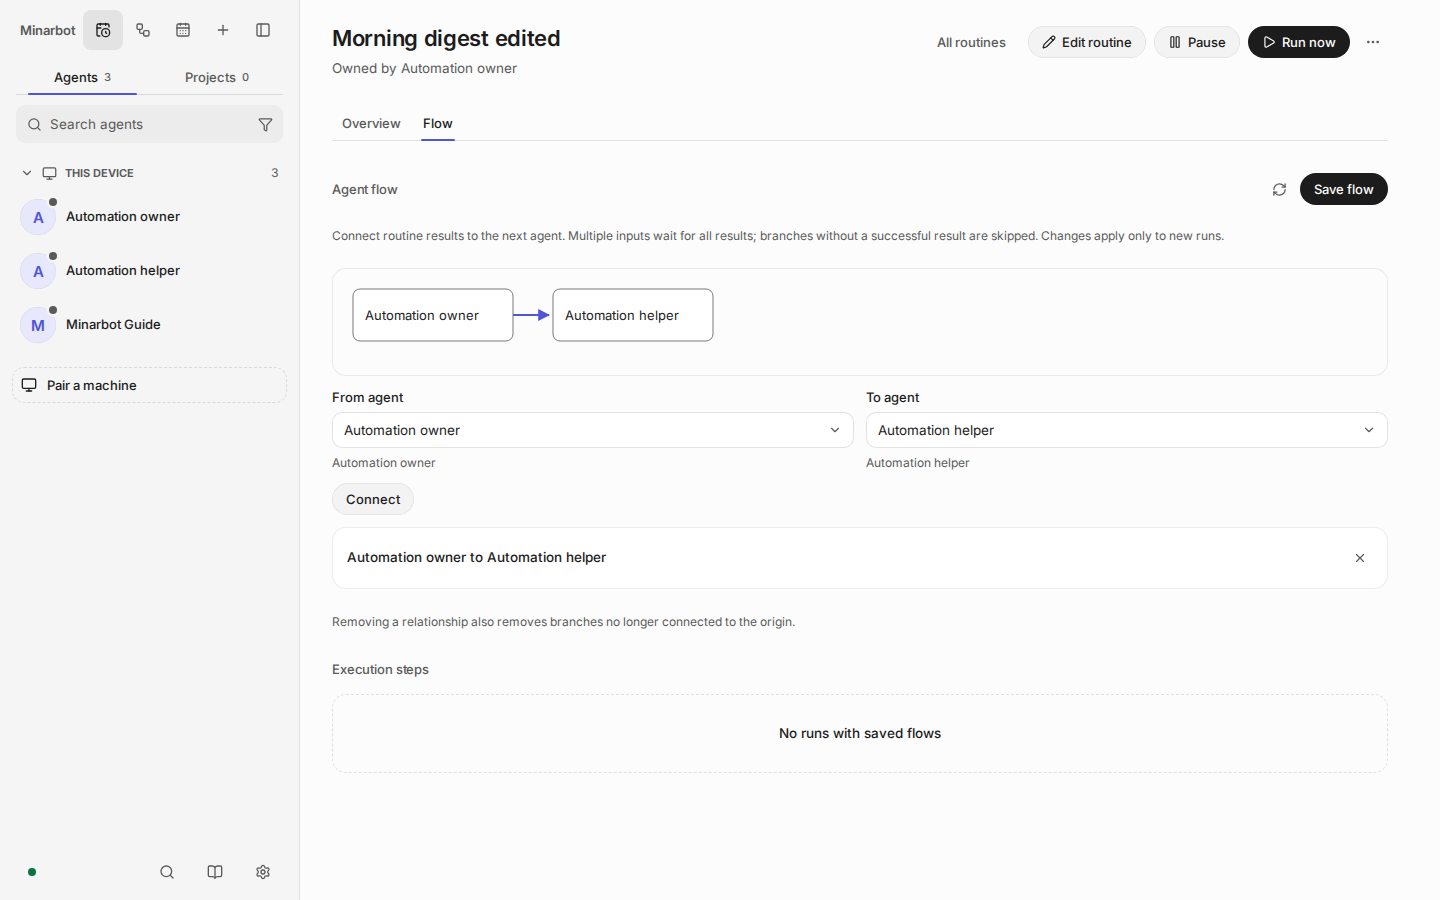 Minarbot
Agents 3
Projects 0
Search agents
THIS DEVICE
3
A
Automation owner
A
Automation helper
M
Minarbot Guide
Pair a machine
Morning digest edited
Owned by Automation owner
All routines
Edit routine
Pause
Run now
Overview
Flow
Agent flow
Save flow
Connect routine results to the next agent. Multiple inputs wait for all results; branches without a successful result are skipped. Changes apply only to new runs.
Automation owner
Automation helper
From agent
To agent
Automation owner
Automation helper
Automation owner
Automation helper
Connect
Automation owner to Automation helper
Removing a relationship also removes branches no longer connected to the origin.
Execution steps
No runs with saved flows